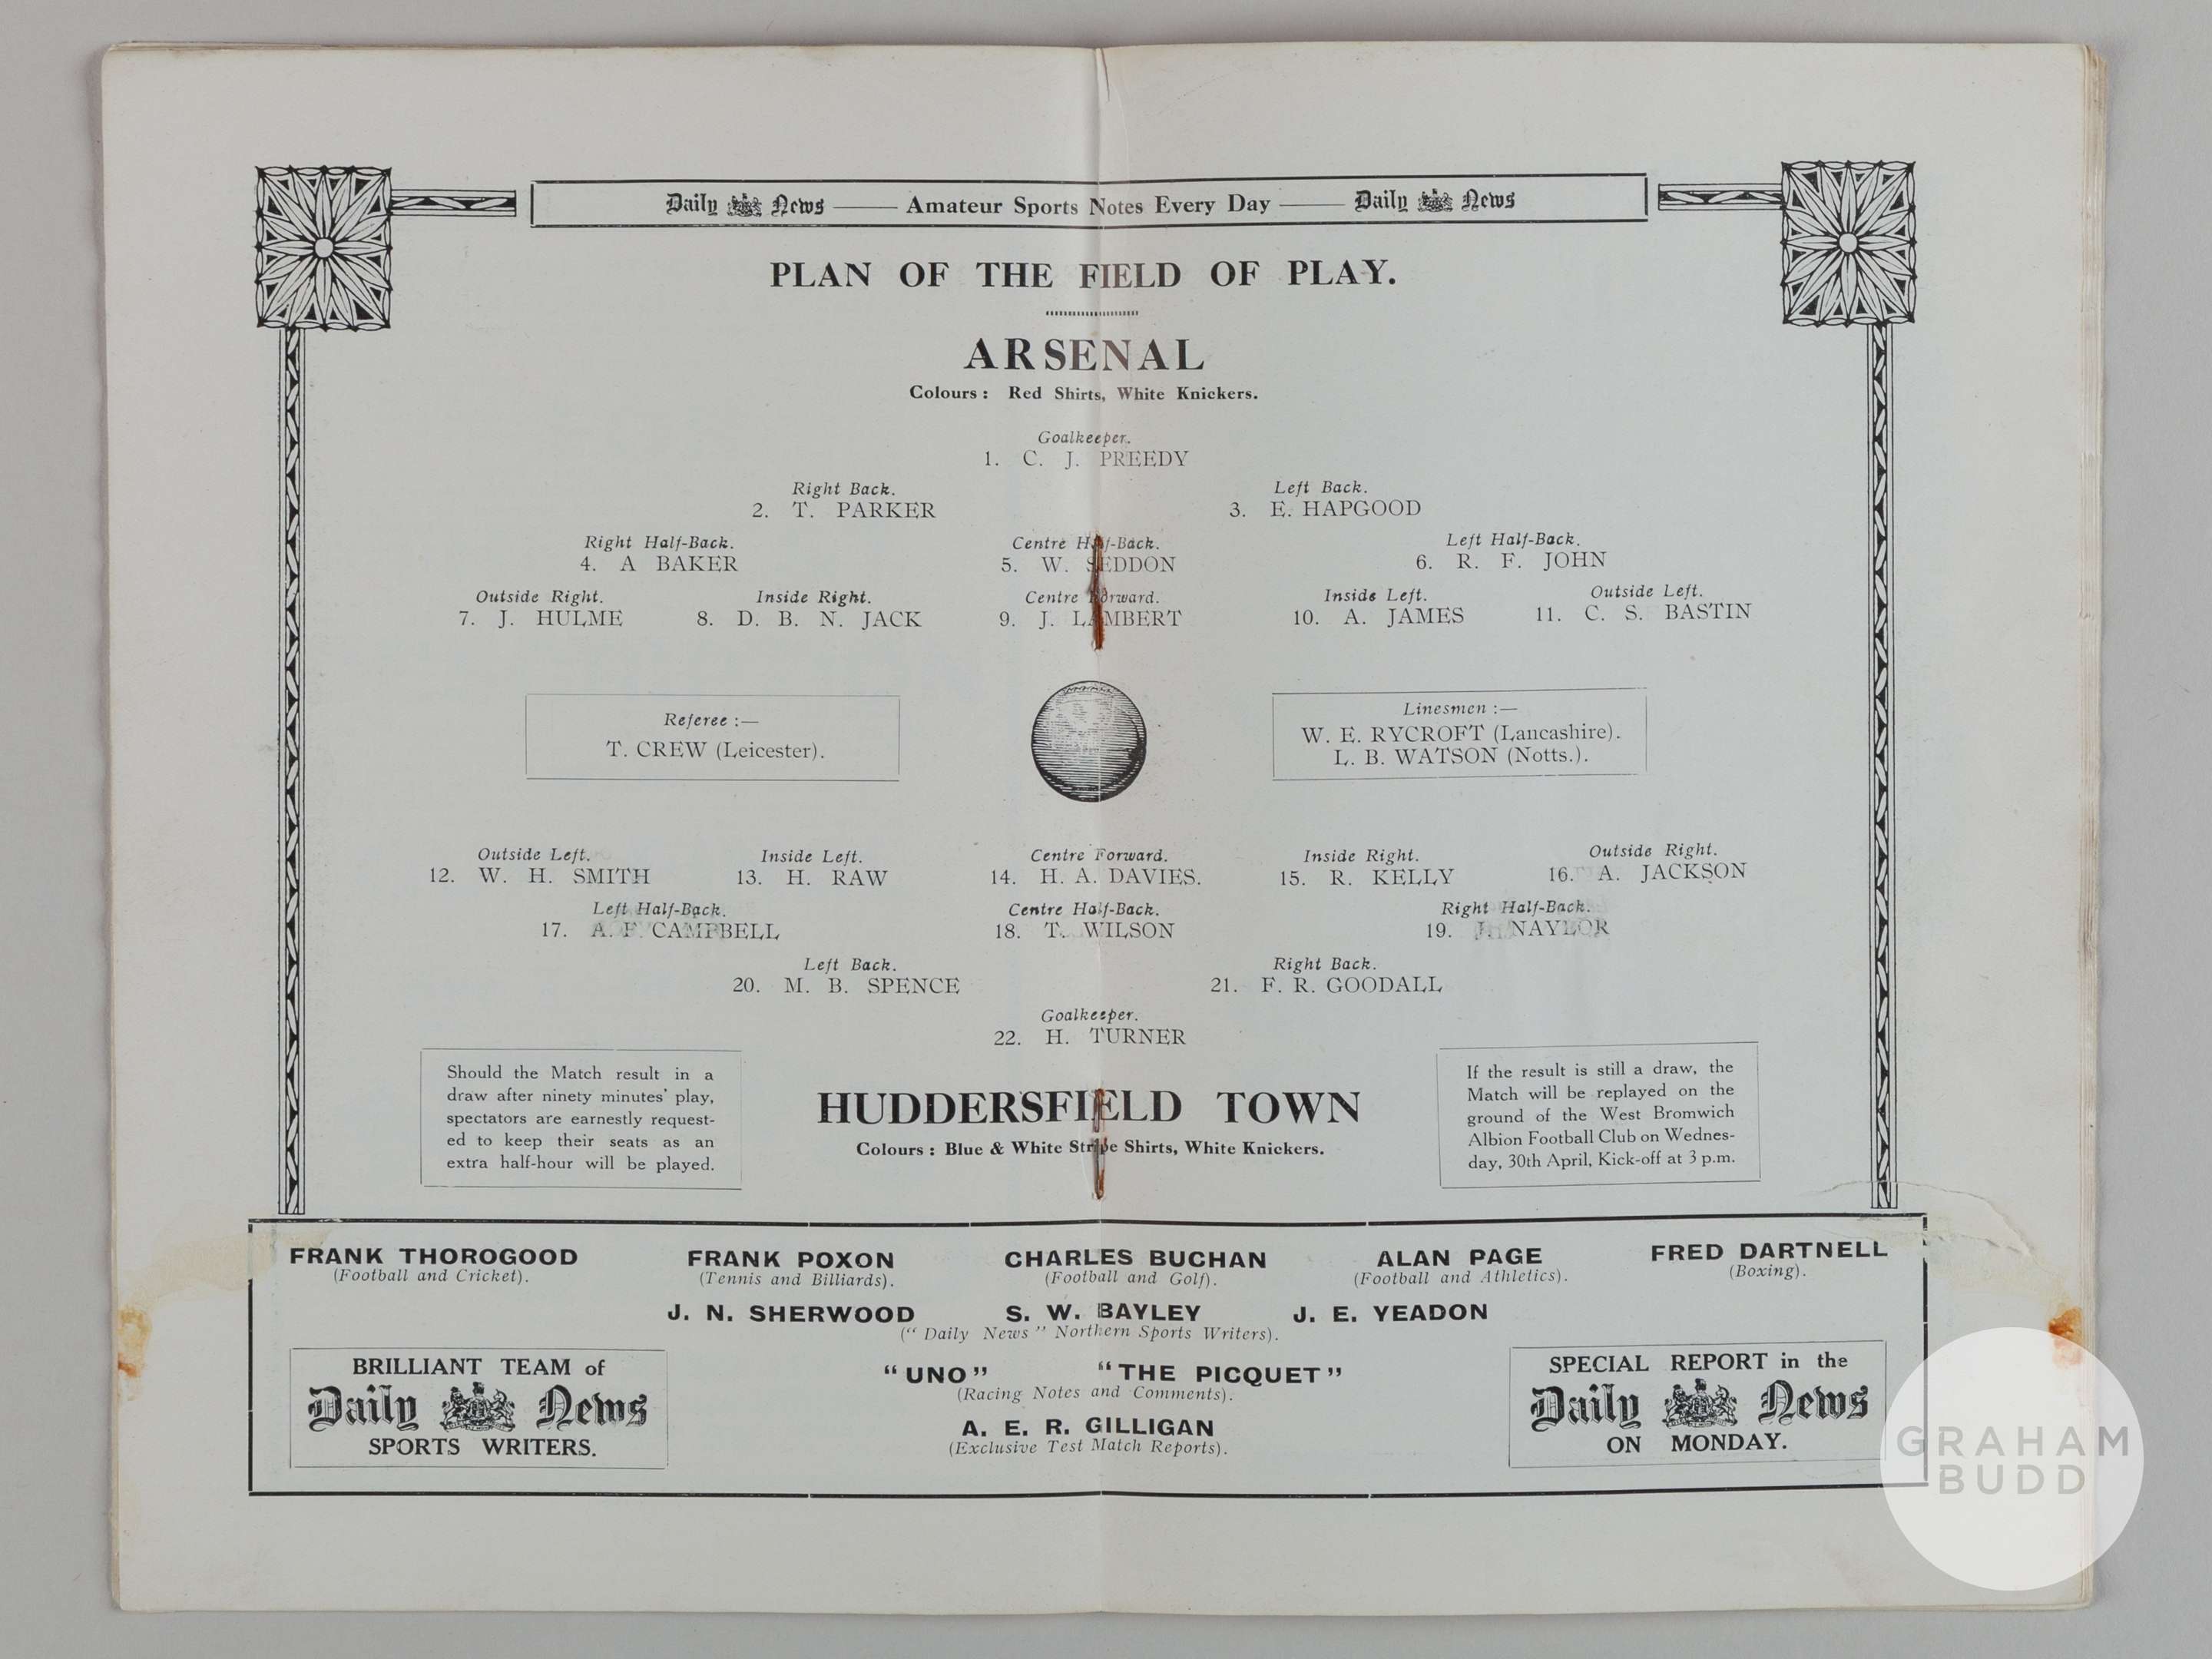 Daily News —— Amateur Sports Notes Every Day —— Daily News
PLAN OF THE FIELD OF PLAY.
ARSENAL
Colours : Red Shirts, White Knickers.
Goalkeeper.
1. C. J. PREEDY
Right Back. Left Back.
2. T. PARKER 3. E. HAPGOOD
Right Half-Back. Centre Half-Back. Left Half-Back.
4. A BAKER 5. W. SEDDON 6. R. F. JOHN
Outside Right. Inside Right. Centre Forward. Inside Left. Outside Left.
7. J. HULME 8. D. B. N. JACK 9. J. LAMBERT 10. A. JAMES 11. C. S. BASTIN
Referee :—
T. CREW (Leicester).
Linesmen :—
W. E. RYCROFT (Lancashire).
L. B. WATSON (Notts.).
Outside Left. Inside Left. Centre Forward. Inside Right. Outside Right.
12. W. H. SMITH 13. H. RAW 14. H. A. DAVIES. 15. R. KELLY 16. A. JACKSON
Left Half-Back. Centre Half-Back. Right Half-Back.
17. A. F. CAMPBELL 18. T. WILSON 19. J. NAYLOR
Left Back. Right Back.
20. M. B. SPENCE 21. F. R. GOODALL
Goalkeeper.
22. H. TURNER
Should the Match result in a
draw after ninety minutes' play,
spectators are earnestly request-
ed to keep their seats as an
extra half-hour will be played.
HUDDERSFIELD TOWN
Colours : Blue & White Stripe Shirts, White Knickers.
If the result is still a draw, the
Match will be replayed on the
ground of the West Bromwich
Albion Football Club on Wednes-
day, 30th April, Kick-off at 3 p.m.
FRANK THOROGOOD FRANK POXON CHARLES BUCHAN ALAN PAGE FRED DARTNELL
(Football and Cricket). (Tennis and Billiards). (Football and Golf). (Football and Athletics). (Boxing).
J. N. SHERWOOD S. W. BAYLEY J. E. YEADON
(" Daily News " Northern Sports Writers).
BRILLIANT TEAM of
Daily News
SPORTS WRITERS.
"UNO" "THE PICQUET"
(Racing Notes and Comments).
A. E. R. GILLIGAN
(Exclusive Test Match Reports).
SPECIAL REPORT in the
Daily News
ON MONDAY.
GRAHAM
BUDD